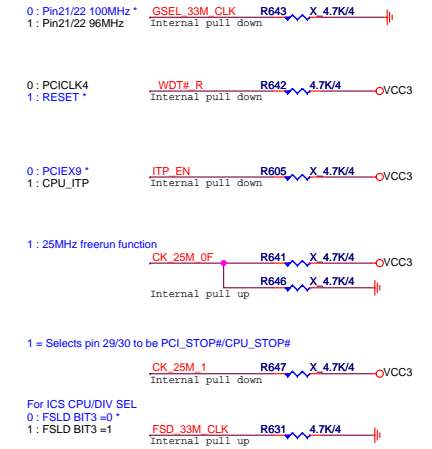 0 : Pin21/22 100MHz * GSEL_33M_CLK R643 X_4.7K/4
1 : Pin21/22 96MHz Internal pull down
0 : PCICLK4 WDT#_R R642 4.7K/4 VCC3
1 : RESET * Internal pull down
0 : PCIEX9 * ITP_EN R605 X_4.7K/4 VCC3
1 : CPU_ITP Internal pull down
1 : 25MHz freerun function
CK_25M_0F R641 X_4.7K/4 VCC3
R646 X_4.7K/4
Internal pull up
1 = Selects pin 29/30 to be PCI_STOP#/CPU_STOP#
CK_25M_1 R647 X_4.7K/4 VCC3
Internal pull down
For ICS CPU/DIV SEL
0 : FSLD BIT3 =0 *
1 : FSLD BIT3 =1 FSD_33M_CLK R631 4.7K/4
Internal pull up